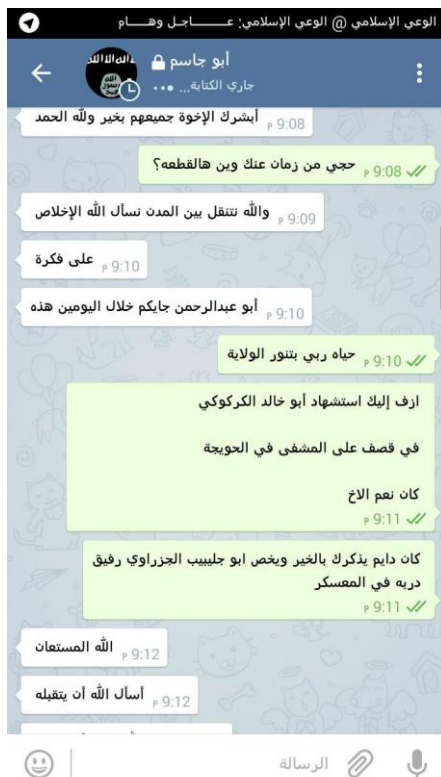 الوعي الإسلامي @ الوعي الإسلامي: عـــــاجـل وهـــــام
أبو جاسم
جاري الكتابة...
أبشرك الإخوة جميعهم بخير ولله الحمد
9:08 م
حجي من زمان عنك وين هالقطعه؟
9:08 م
والله نتنقل بين المدن نسأل الله الإخلاص
9:09 م
على فكرة
9:10 م
أبو عبدالرحمن جايكم خلال اليومين هذه
9:10 م
حياه ربي بتنور الولاية
9:10 م
ازف إليك استشهاد أبو خالد الكركوكي
في قصف على المشفى في الحويجة
كان نعم الاخ
9:11 م
كان دايم يذكرك بالخير ويخص ابو جليبيب الجزراوي رفيق
دربه في المعسكر
9:11 م
الله المستعان
9:12 م
أسأل الله أن يتقبله
9:12 م
الرسالة